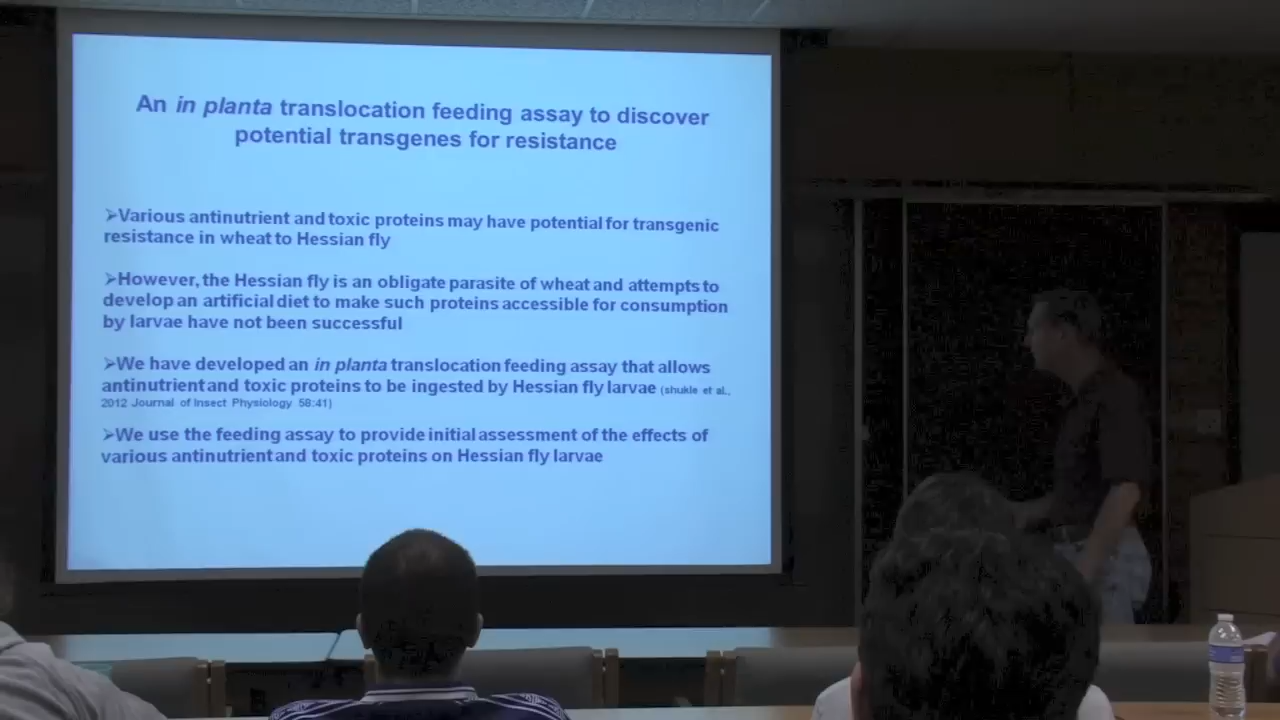 An in planta translocation feeding assay to discover
potential transgenes for resistance
➢Various antinutrient and toxic proteins may have potential for transgenic
resistance in wheat to Hessian fly
➢However, the Hessian fly is an obligate parasite of wheat and attempts to
develop an artificial diet to make such proteins accessible for consumption
by larvae have not been successful
➢We have developed an in planta translocation feeding assay that allows
antinutrient and toxic proteins to be ingested by Hessian fly larvae (shukle et al.,
2012 Journal of Insect Physiology 58:41)
➢We use the feeding assay to provide initial assessment of the effects of
various antinutrient and toxic proteins on Hessian fly larvae